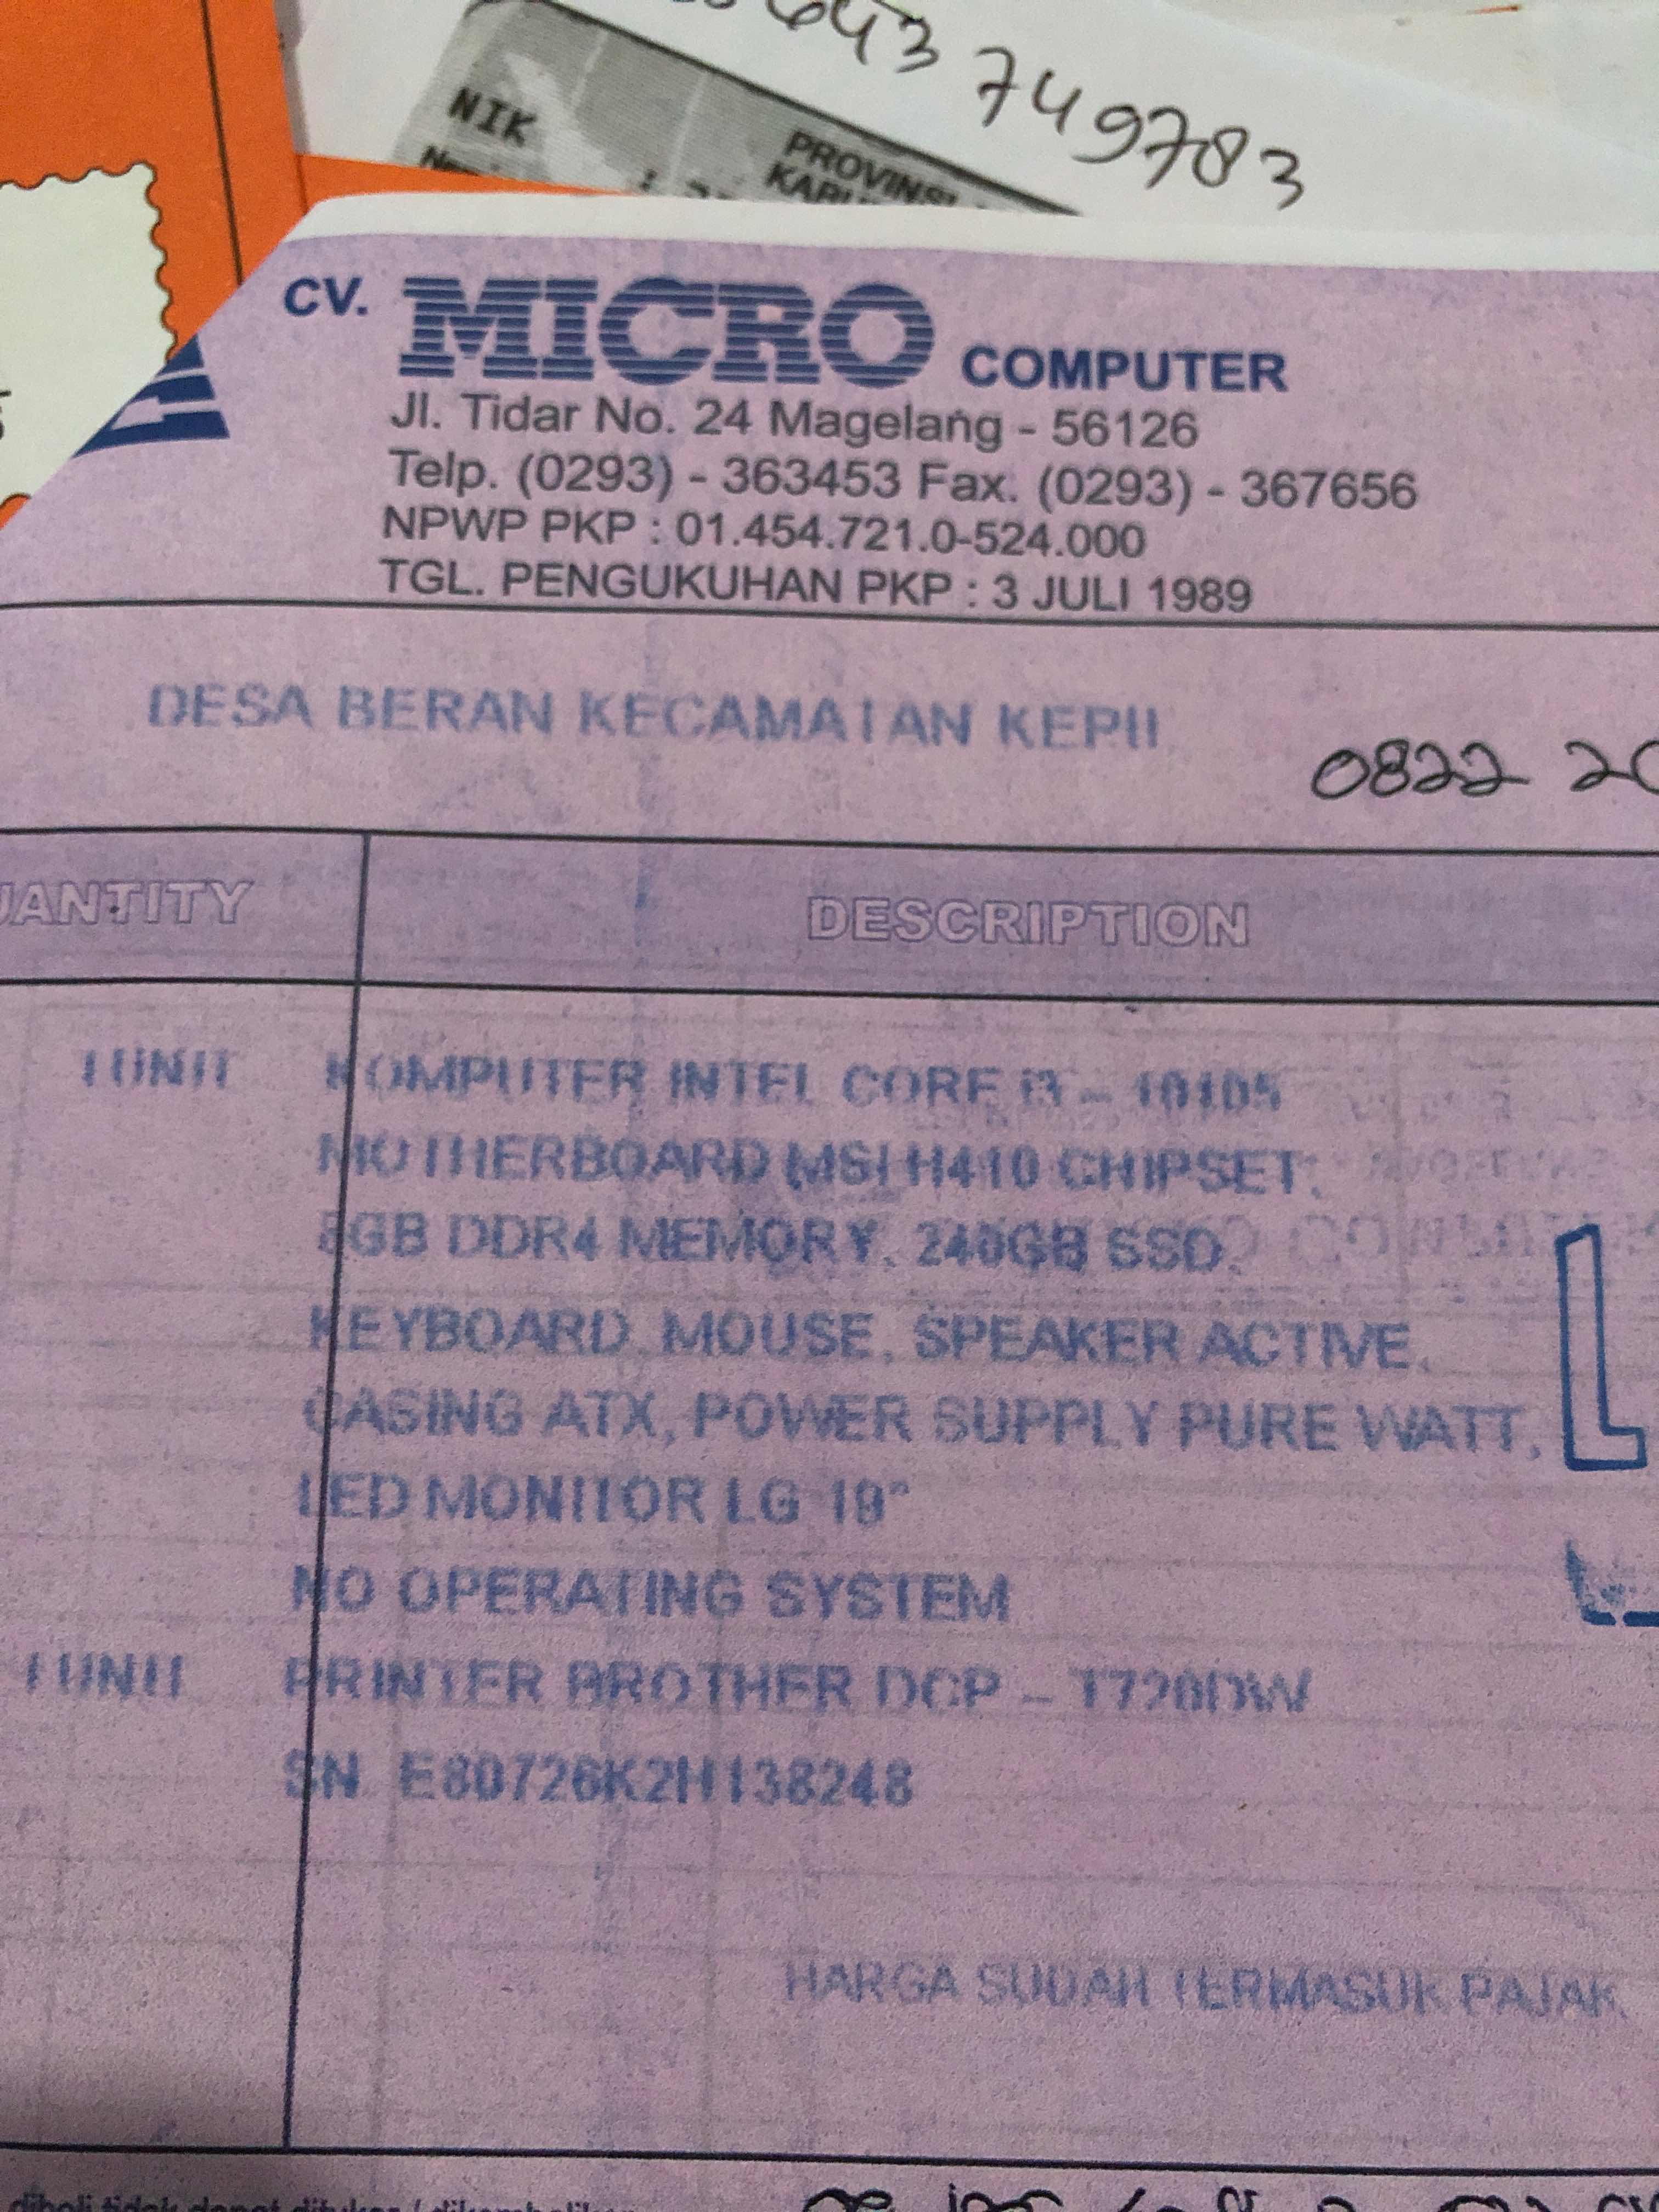 643 749783
NIK
PROVINSI
CV. MICRO COMPUTER
Jl. Tidar No. 24 Magelang - 56126
Telp. (0293) - 363453 Fax. (0293) - 367656
NPWP PKP : 01.454.721.0-524.000
TGL. PENGUKUHAN PKP : 3 JULI 1989
DESA BERAN KECAMATAN KEPIL
0822 20
QUANTITY DESCRIPTION
1 UNIT KOMPUTER INTEL CORE i3 - 10105
MOTHERBOARD MSI H410 CHIPSET,
8GB DDR4 MEMORY, 240GB SSD,
KEYBOARD, MOUSE, SPEAKER ACTIVE,
CASING ATX, POWER SUPPLY PURE WATT,
LED MONITOR LG 19"
NO OPERATING SYSTEM
1 UNIT PRINTER BROTHER DCP - T720DW
SN E80726K2H138248
HARGA SUDAH TERMASUK PAJAK